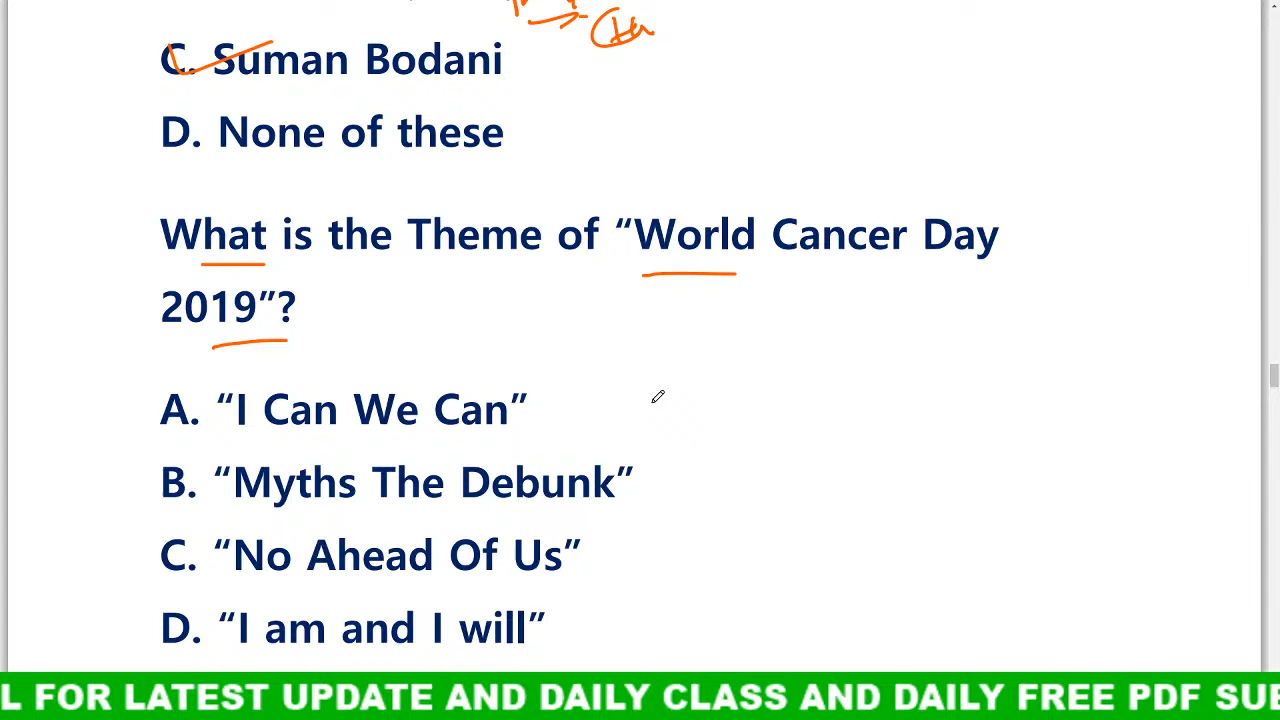 C. Suman Bodani
D. None of these
What is the Theme of “World Cancer Day
2019”?
A. “I Can We Can”
B. “Myths The Debunk”
C. “No Ahead Of Us”
D. “I am and I will”
L FOR LATEST UPDATE AND DAILY CLASS AND DAILY FREE PDF SUB